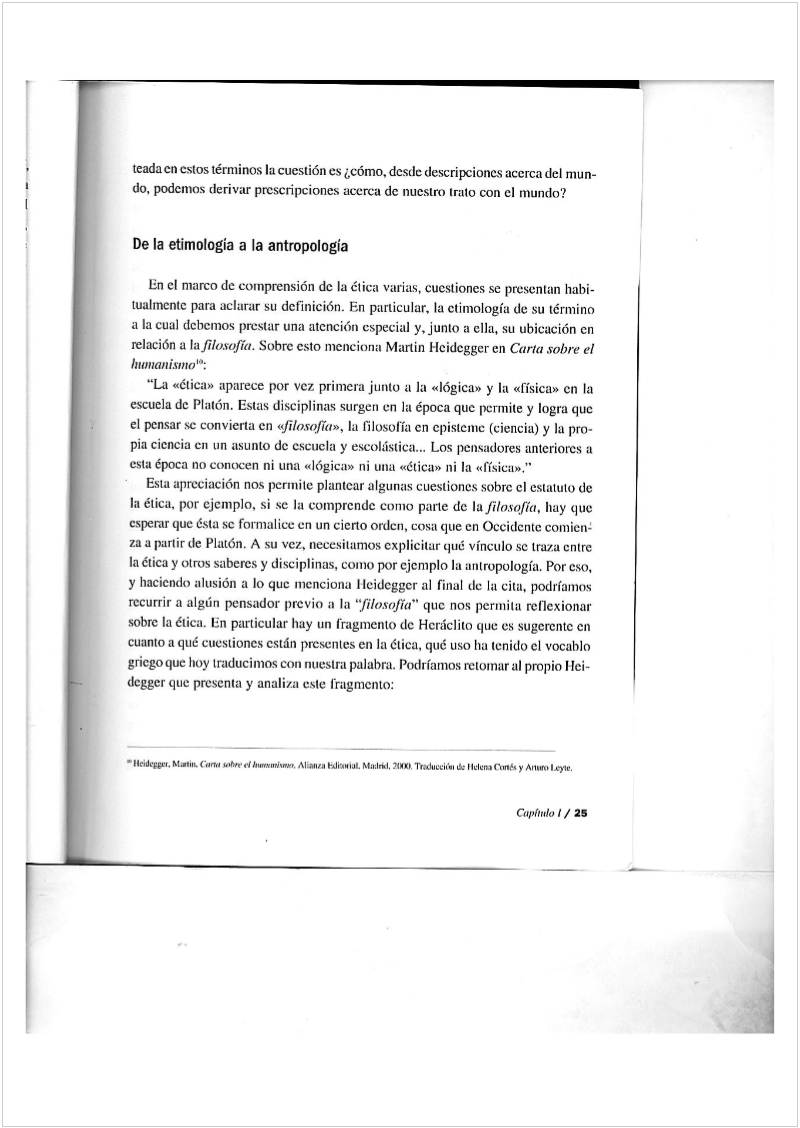 teada en estos términos la cuestión es ¿cómo, desde descripciones acerca del mun-
do, podemos derivar prescripciones acerca de nuestro trato con el mundo?
De la etimología a la antropología
En el marco de comprensión de la ética varias, cuestiones se presentan habi-
tualmente para aclarar su definición. En particular, la etimología de su término
a la cual debemos prestar una atención especial y, junto a ella, su ubicación en
relación a la filosofía. Sobre esto menciona Martin Heidegger en Carta sobre el
humanismo¹⁰:
“La «ética» aparece por vez primera junto a la «lógica» y la «física» en la
escuela de Platón. Estas disciplinas surgen en la época que permite y logra que
el pensar se convierta en «filosofía», la filosofía en episteme (ciencia) y la pro-
pia ciencia en un asunto de escuela y escolástica... Los pensadores anteriores a
esta época no conocen ni una «lógica» ni una «ética» ni la «física».”
Esta apreciación nos permite plantear algunas cuestiones sobre el estatuto de
la ética, por ejemplo, si se la comprende como parte de la filosofía, hay que
esperar que ésta se formalice en un cierto orden, cosa que en Occidente comien-
za a partir de Platón. A su vez, necesitamos explicitar qué vínculo se traza entre
la ética y otros saberes y disciplinas, como por ejemplo la antropología. Por eso,
y haciendo alusión a lo que menciona Heidegger al final de la cita, podríamos
recurrir a algún pensador previo a la “filosofía” que nos permita reflexionar
sobre la ética. En particular hay un fragmento de Heráclito que es sugerente en
cuanto a qué cuestiones están presentes en la ética, qué uso ha tenido el vocablo
griego que hoy traducimos con nuestra palabra. Podríamos retomar al propio Hei-
degger que presenta y analiza este fragmento:
¹⁰ Heidegger, Martin, Carta sobre el humanismo, Alianza Editorial, Madrid, 2000. Traducción de Helena Cortés y Arturo Leyte.
Capítulo I / 25